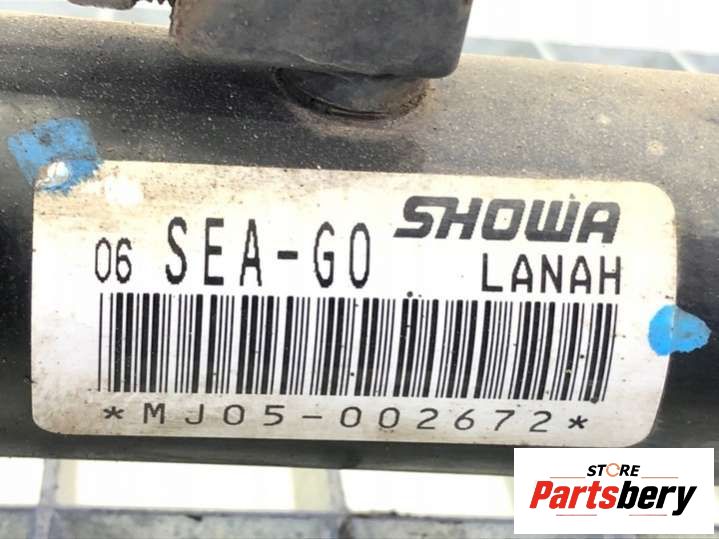 SHOWA
06 SEA-G0 LANAH
*MJ05-002672*
STORE
Partsbery